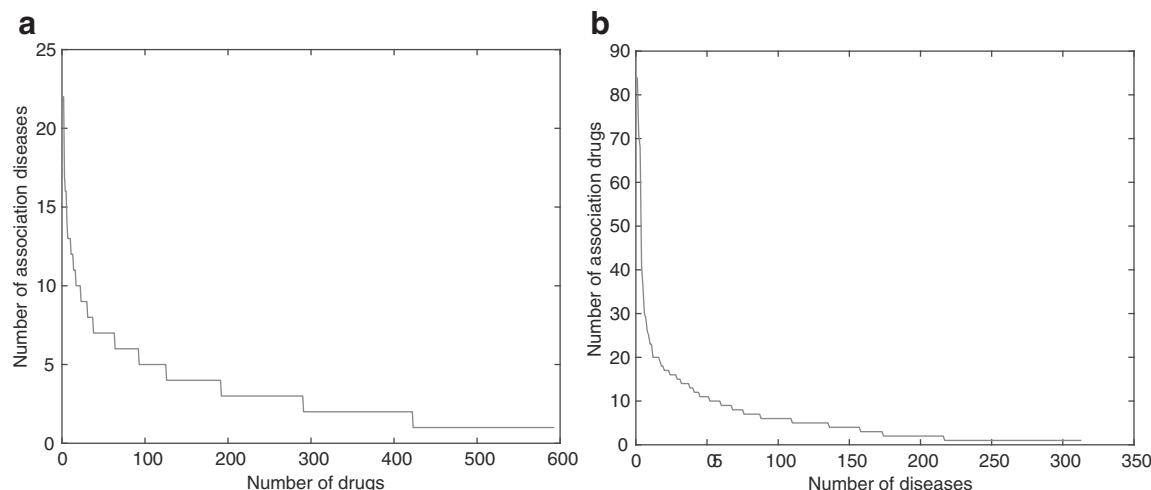 a
25
20
15
10
5
0
Number of association diseases
0 100 200 300 400 500 600
Number of drugs
b
90
80
70
60
50
40
30
20
10
0
Number of association drugs
0 05 100 150 200 250 300 350
Number of diseases